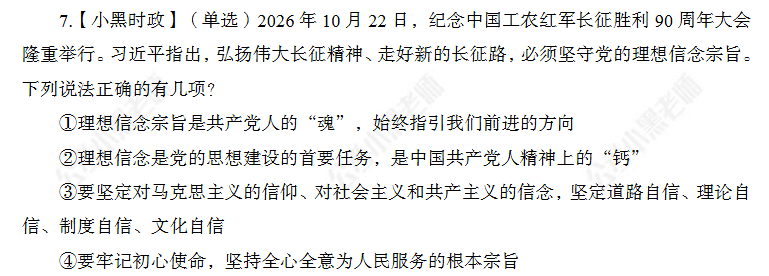 7.【小黑时政】（单选）2026 年 10 月 22 日，纪念中国工农红军长征胜利 90 周年大会
隆重举行。习近平指出，弘扬伟大长征精神、走好新的长征路，必须坚守党的理想信念宗旨。
下列说法正确的有几项？
①理想信念宗旨是共产党人的“魂”，始终指引我们前进的方向
②理想信念是党的思想建设的首要任务，是中国共产党人精神上的“钙”
③要坚定对马克思主义的信仰、对社会主义和共产主义的信念，坚定道路自信、理论自
信、制度自信、文化自信
④要牢记初心使命，坚持全心全意为人民服务的根本宗旨